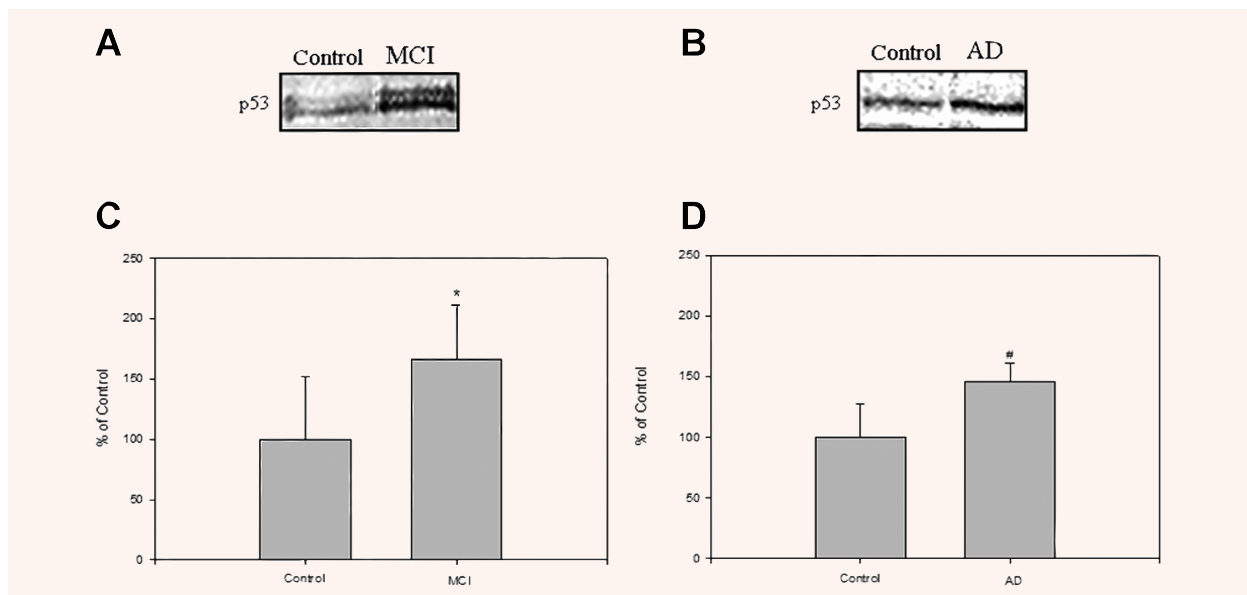 A
Control MCI
p53
B
Control AD
p53
C
250
200
150
100
50
0
% of Control
*
Control
MCI
D
250
200
150
100
50
0
% of Control
#
Control
AD